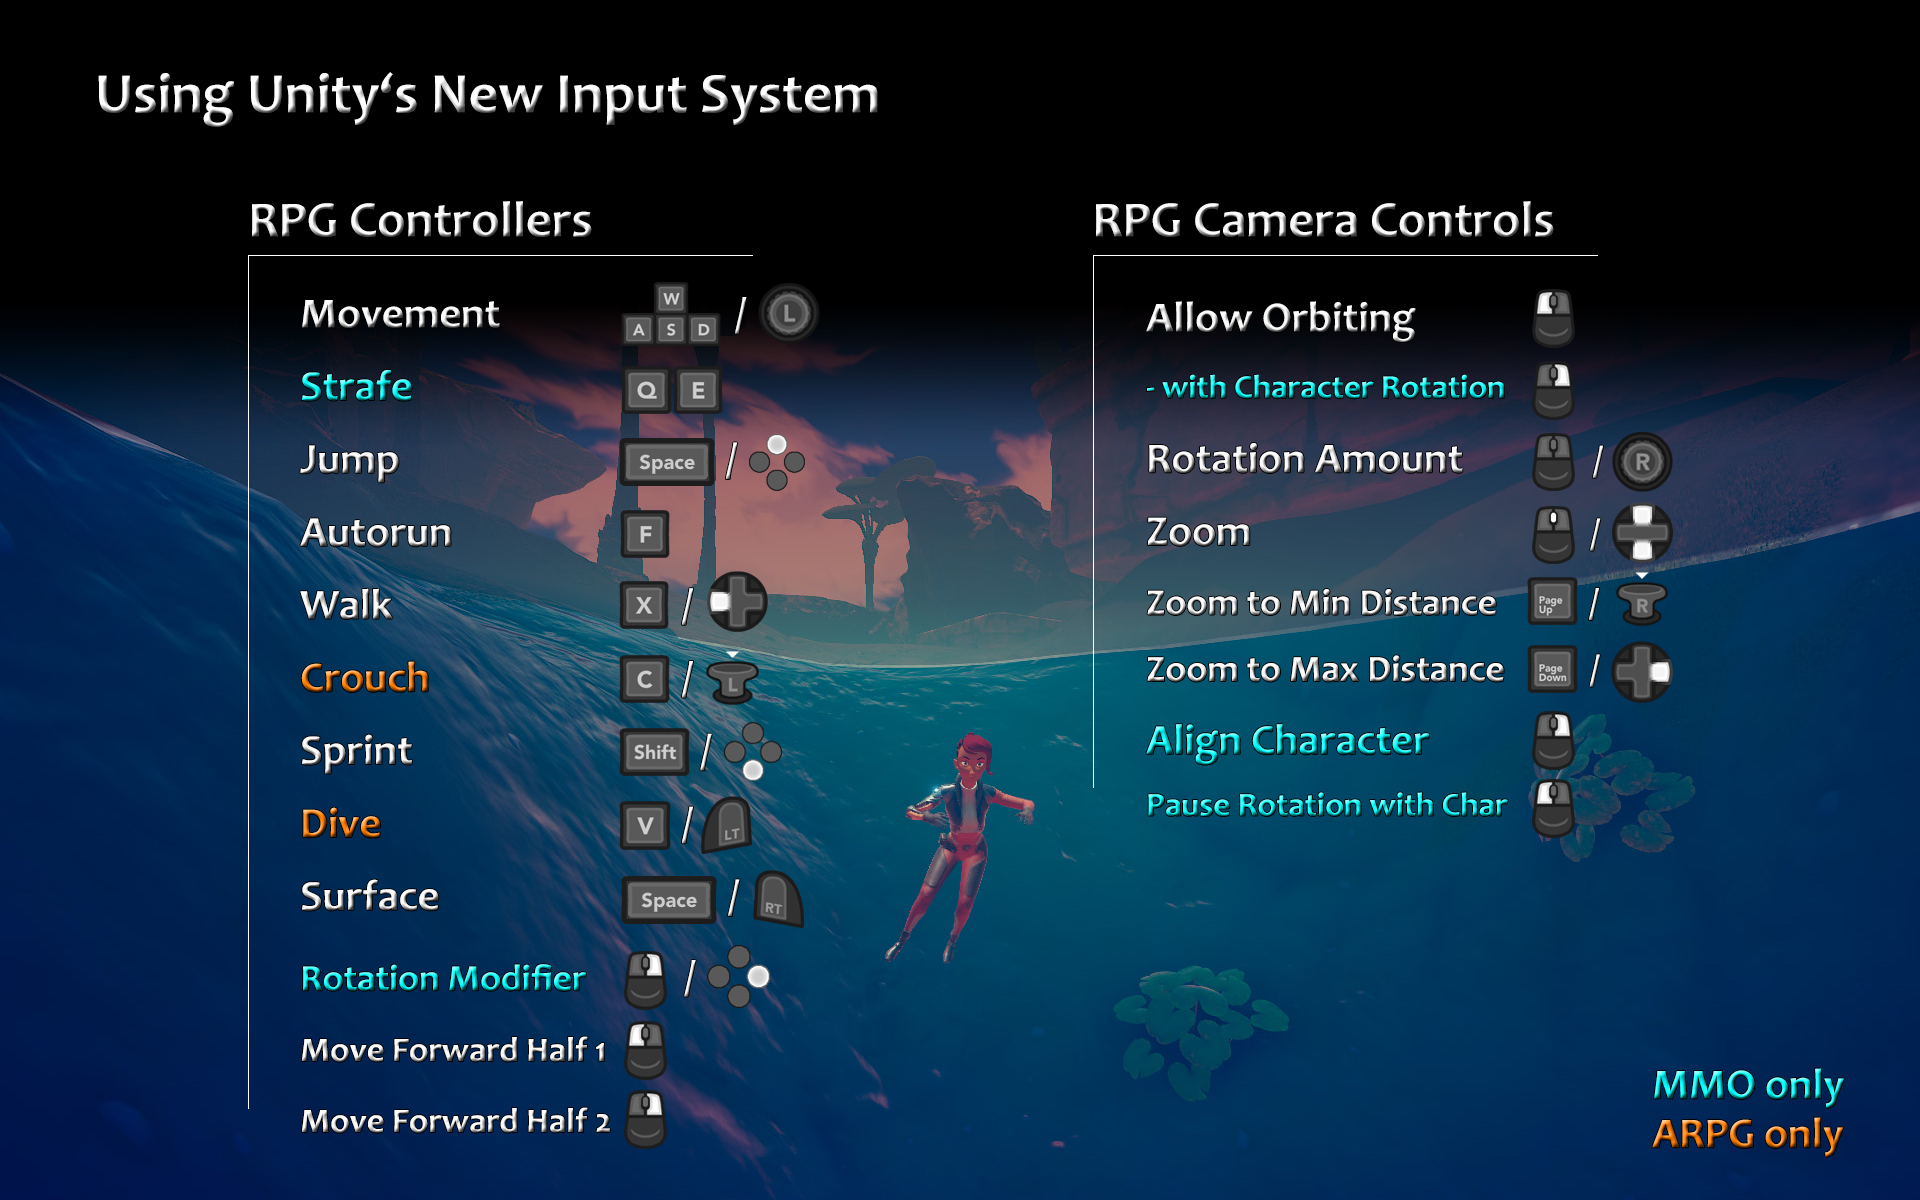 Using Unity‘s New Input System
RPG Controllers
Movement W A S D / L
Strafe Q E
Jump Space /
Autorun F
Walk X /
Crouch C / L
Sprint Shift /
Dive V / LT
Surface Space / RT
Rotation Modifier /
Move Forward Half 1
Move Forward Half 2
RPG Camera Controls
Allow Orbiting
- with Character Rotation
Rotation Amount / R
Zoom /
Zoom to Min Distance Page Up / R
Zoom to Max Distance Page Down /
Align Character
Pause Rotation with Char
MMO only
ARPG only